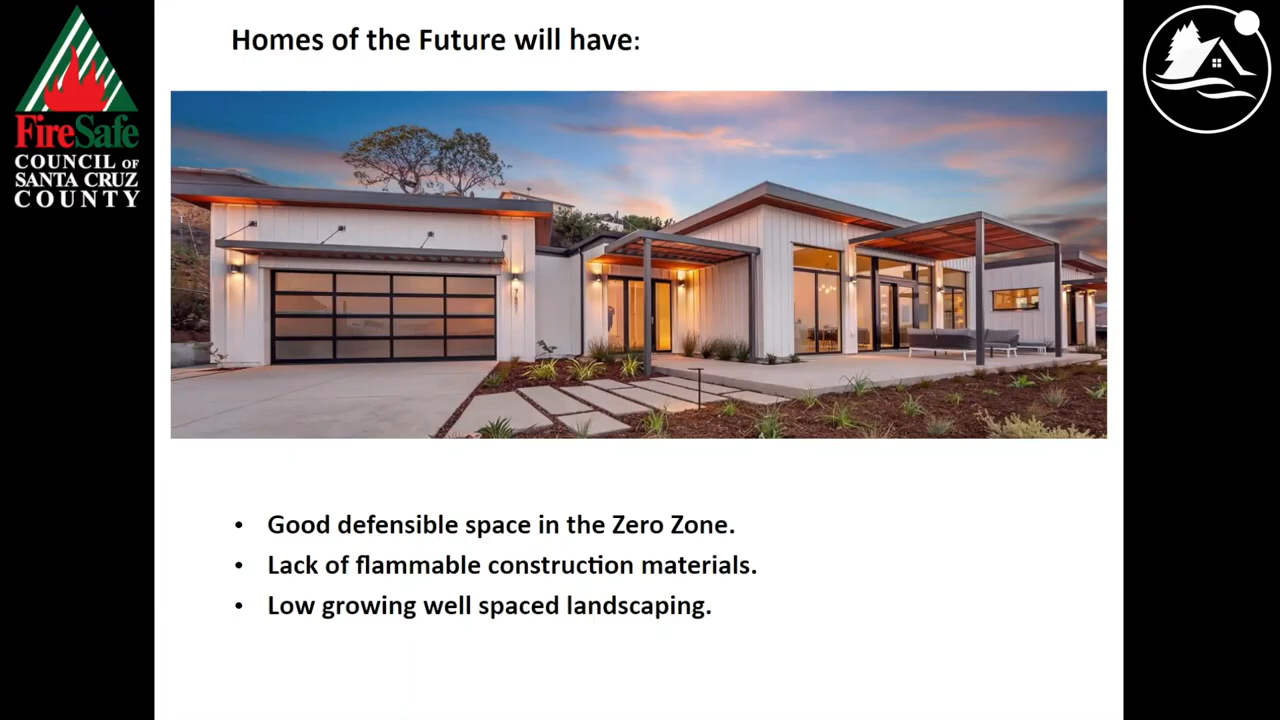 Homes of the Future will have:
FireSafe
COUNCIL OF
SANTA CRUZ
COUNTY
• Good defensible space in the Zero Zone.
• Lack of flammable construction materials.
• Low growing well spaced landscaping.